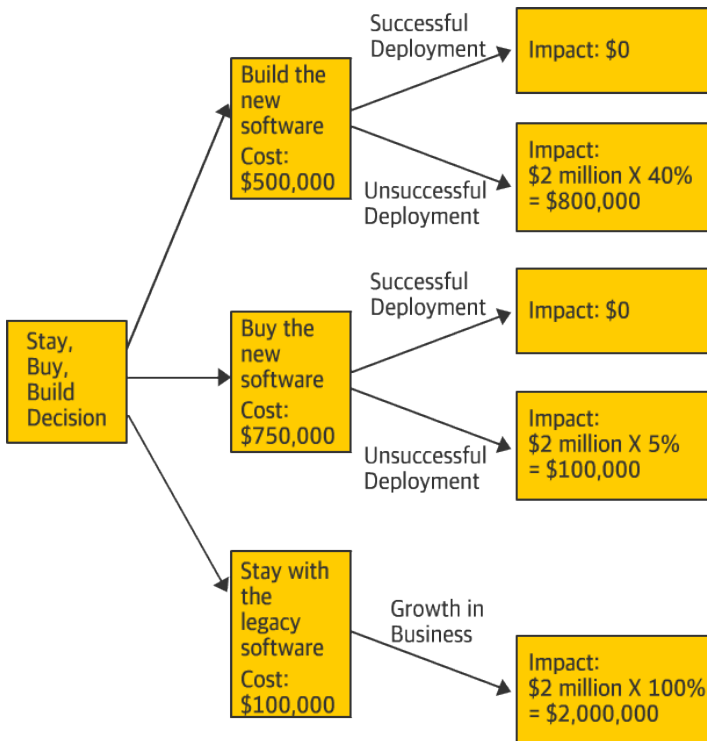 Stay,
Buy,
Build
Decision
Build the
new
software
Cost:
$500,000
Successful
Deployment
Impact: $0
Unsuccessful
Deployment
Impact:
$2 million X 40%
= $800,000
Buy the
new
software
Cost:
$750,000
Successful
Deployment
Impact: $0
Unsuccessful
Deployment
Impact:
$2 million X 5%
= $100,000
Stay with
the
legacy
software
Cost:
$100,000
Growth in
Business
Impact:
$2 million X 100%
= $2,000,000